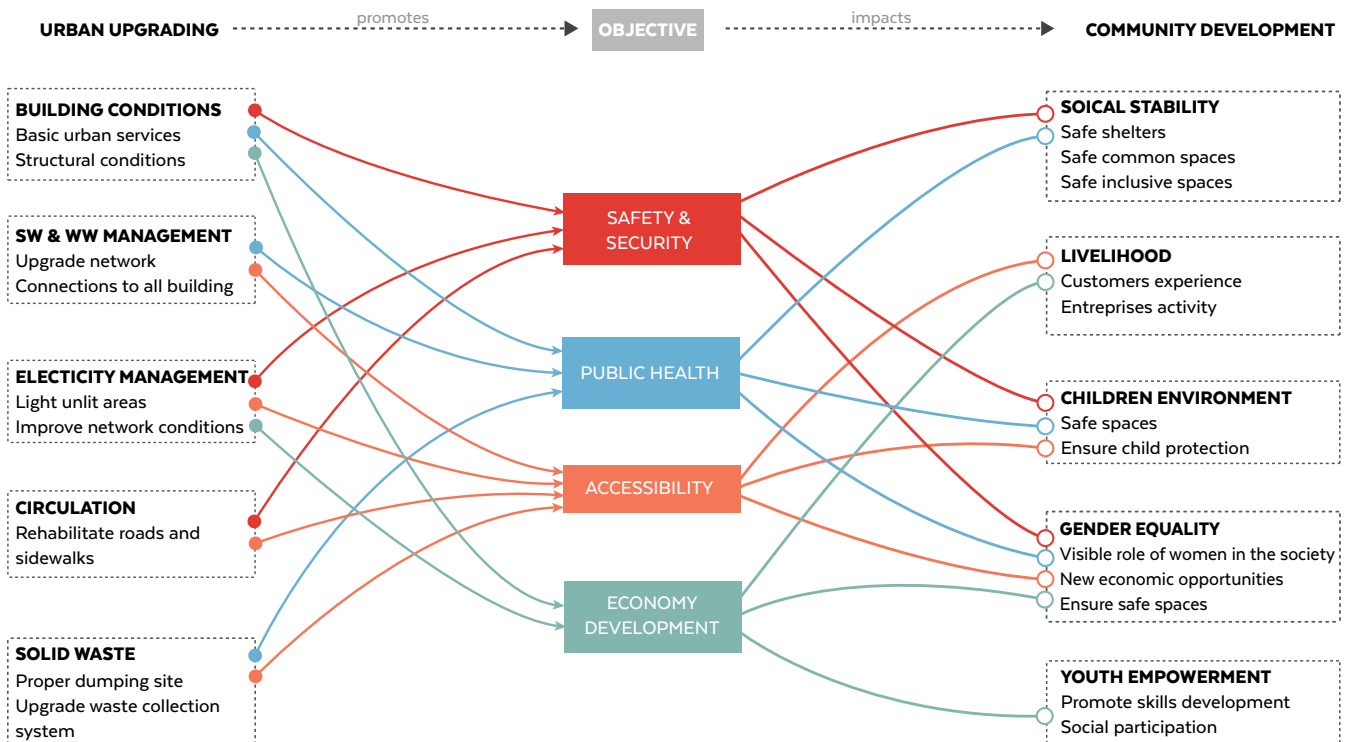 URBAN UPGRADING
promotes
OBJECTIVE
impacts
COMMUNITY DEVELOPMENT
BUILDING CONDITIONS
Basic urban services
Structural conditions
SW & WW MANAGEMENT
Upgrade network
Connections to all building
ELECTICITY MANAGEMENT
Light unlit areas
Improve network conditions
CIRCULATION
Rehabilitate roads and
sidewalks
SOLID WASTE
Proper dumping site
Upgrade waste collection
system
SAFETY &
SECURITY
PUBLIC HEALTH
ACCESSIBILITY
ECONOMY
DEVELOPMENT
SOICAL STABILITY
Safe shelters
Safe common spaces
Safe inclusive spaces
LIVELIHOOD
Customers experience
Entreprises activity
CHILDREN ENVIRONMENT
Safe spaces
Ensure child protection
GENDER EQUALITY
Visible role of women in the society
New economic opportunities
Ensure safe spaces
YOUTH EMPOWERMENT
Promote skills development
Social participation